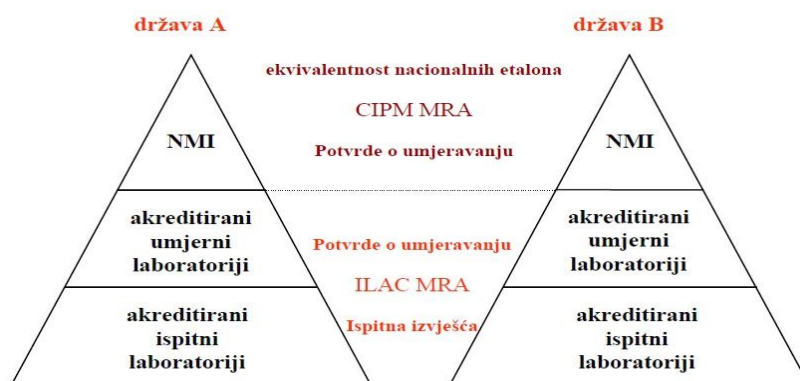 država A
država B
ekvivalentnost nacionalnih etalona
CIPM MRA
Potvrde o umjeravanju
NMI
NMI
akreditirani
umjerni
laboratoriji
Potvrde o umjeravanju
ILAC MRA
Ispitna izvješća
akreditirani
umjerni
laboratoriji
akreditirani
ispitni
laboratoriji
akreditirani
ispitni
laboratoriji